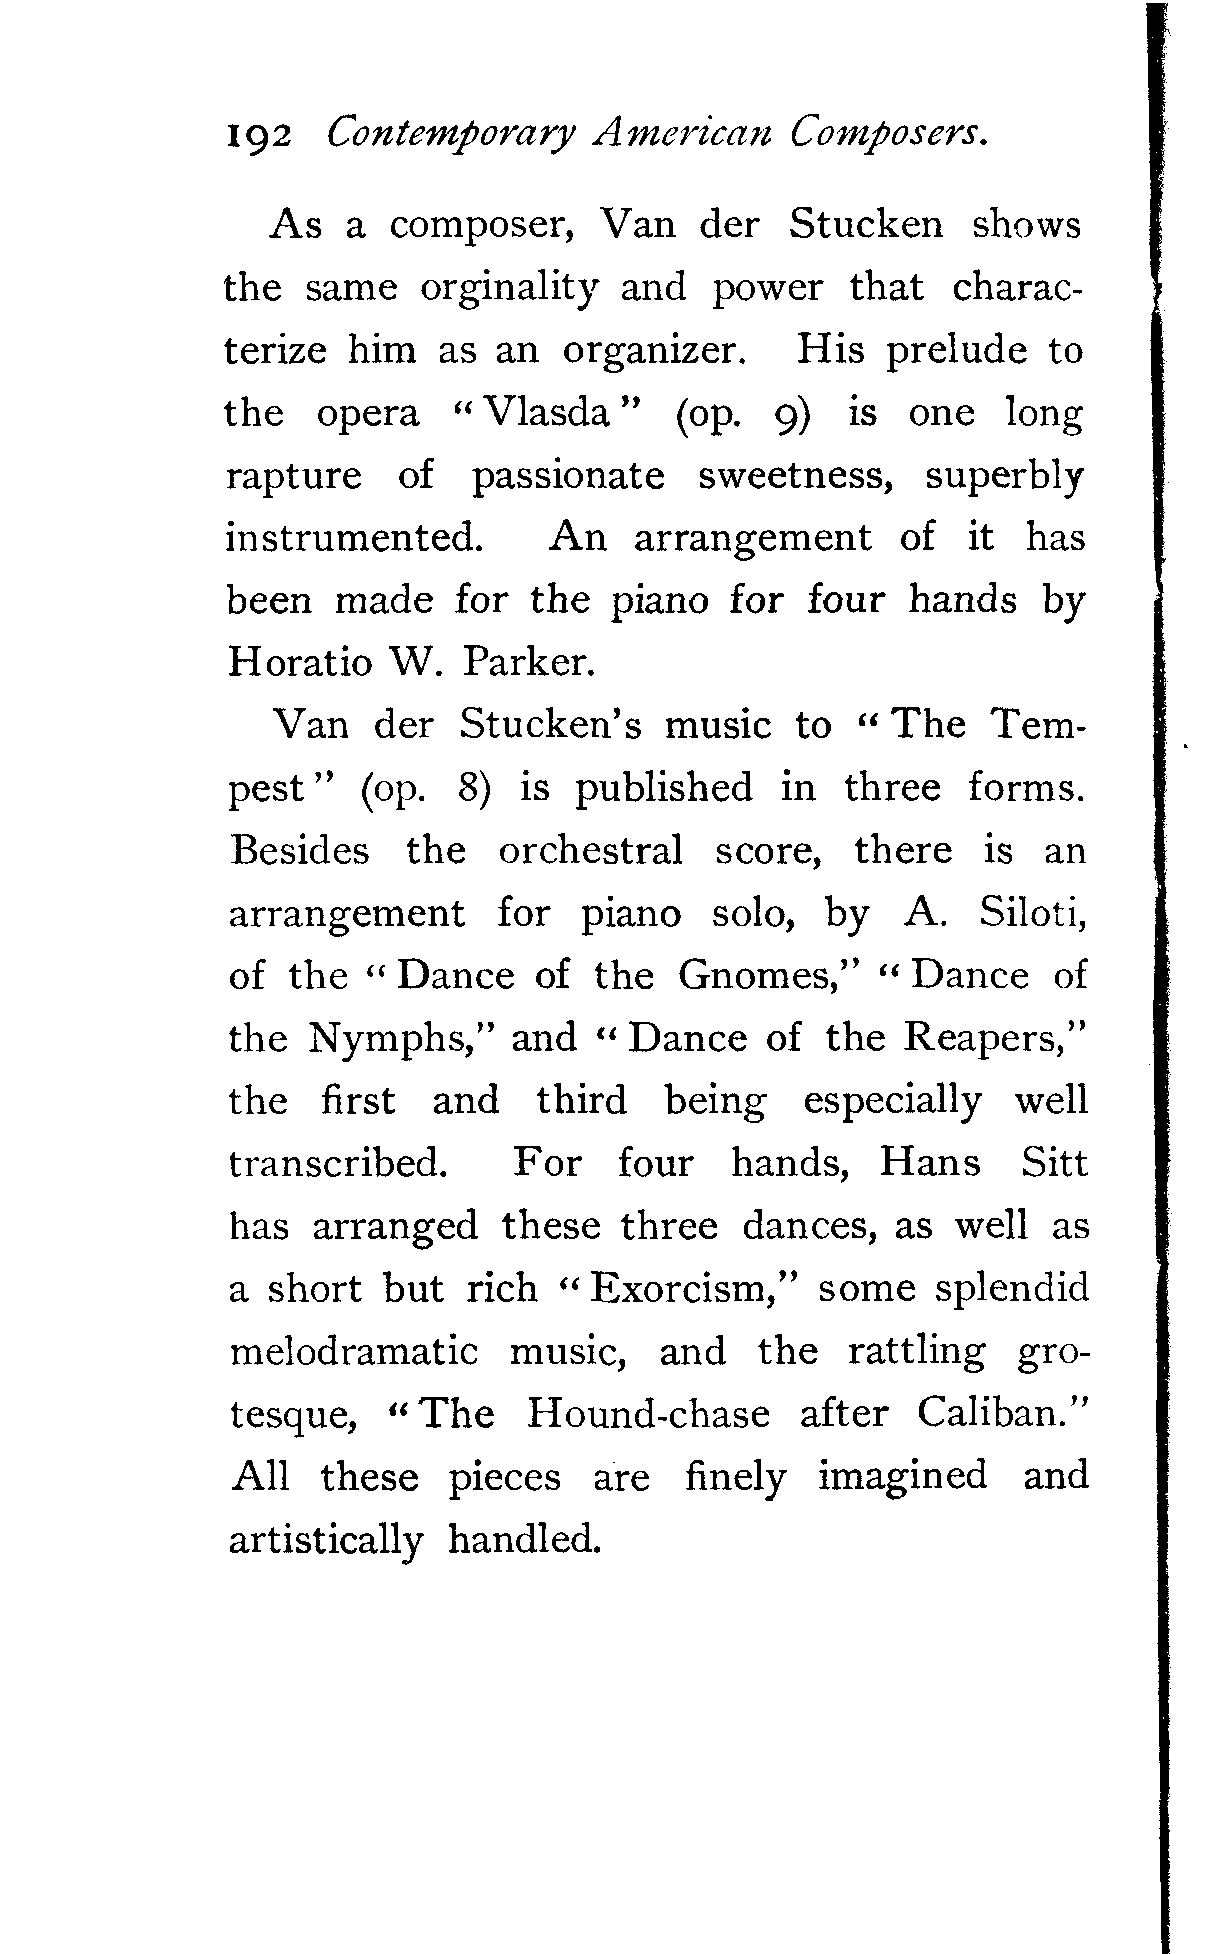 192 Contemporary American Composers.
As a composer, Van der Stucken shows
the same orginality and power that charac-
terize him as an organizer. His prelude to
the opera "Vlasda" (op. 9) is one long
rapture of passionate sweetness, superbly
instrumented. An arrangement of it has
been made for the piano for four hands by
Horatio W. Parker.
Van der Stucken's music to "The Tem-
pest" (op. 8) is published in three forms.
Besides the orchestral score, there is an
arrangement for piano solo, by A. Siloti,
of the "Dance of the Gnomes," "Dance of
the Nymphs," and "Dance of the Reapers,"
the first and third being especially well
transcribed. For four hands, Hans Sitt
has arranged these three dances, as well as
a short but rich "Exorcism," some splendid
melodramatic music, and the rattling gro-
tesque, "The Hound-chase after Caliban."
All these pieces are finely imagined and
artistically handled.